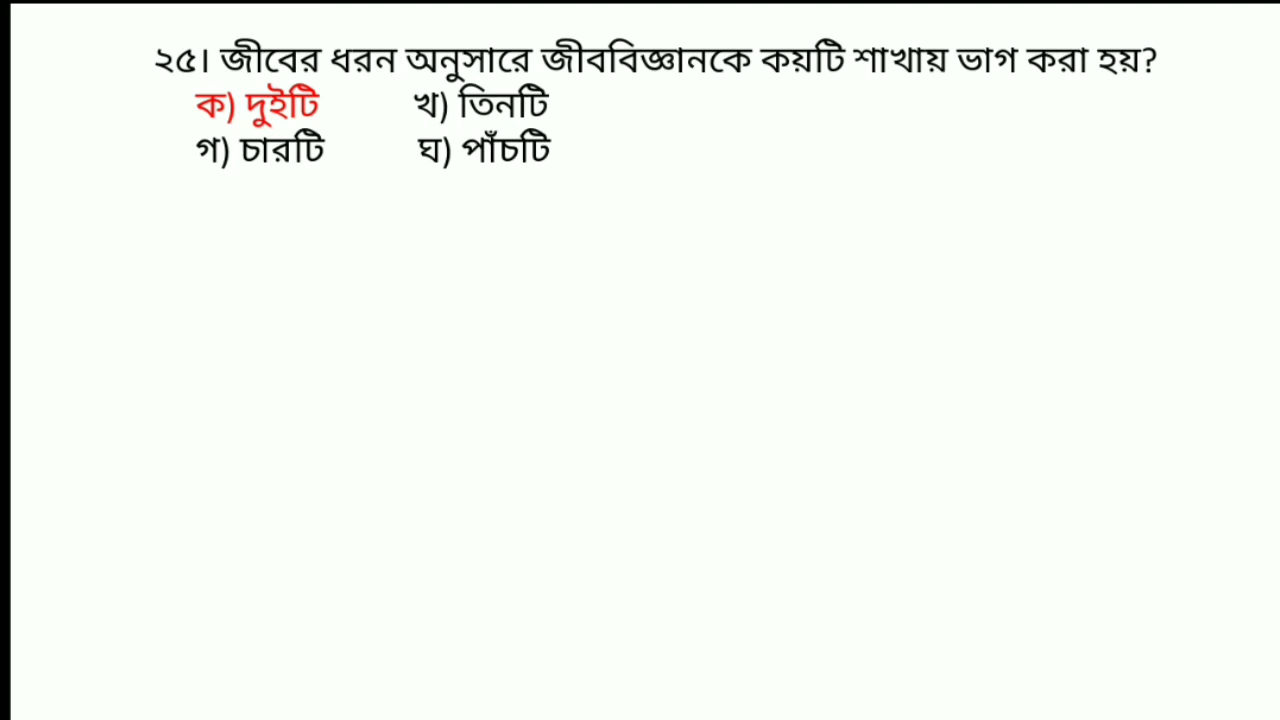 ২৫। জীবের ধরন অনুসারে জীববিজ্ঞানকে কয়টি শাখায় ভাগ করা হয়?
ক) দুইটি খ) তিনটি
গ) চারটি ঘ) পাঁচটি